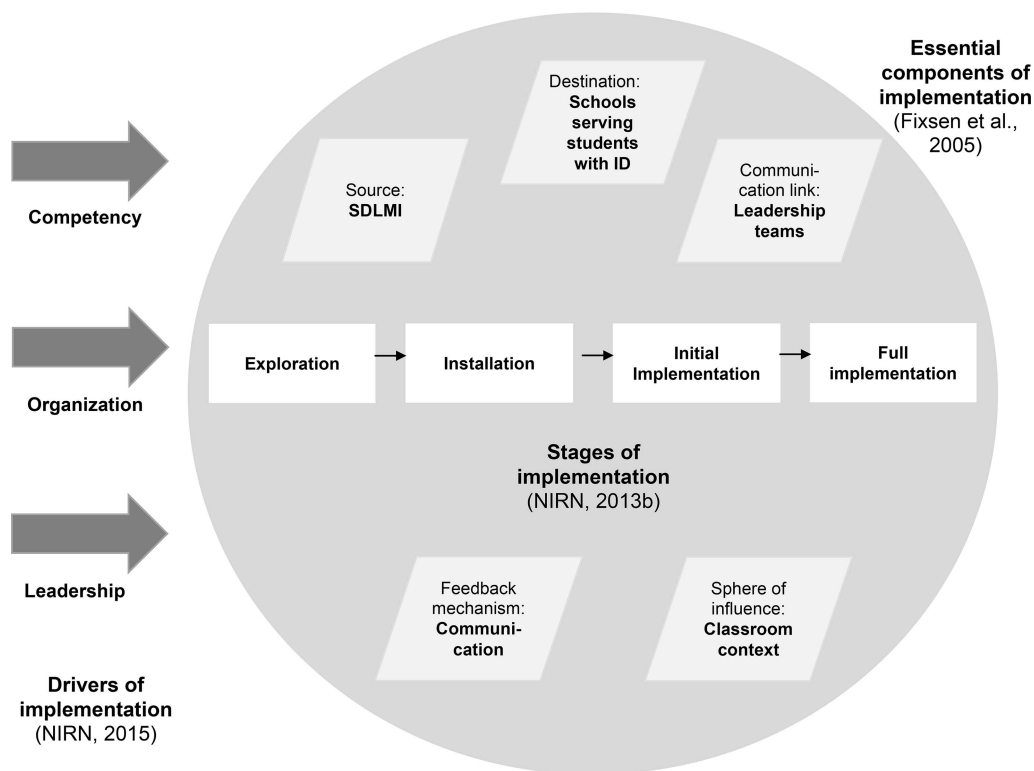 Essential
components of
implementation
(Fixsen et al.,
2005)
Destination:
Schools
serving
students
with ID
Source:
SDLMI
Communi-
cation link:
Leadership
teams
Competency
Organization
Leadership
Exploration
Installation
Initial
Implementation
Full
implementation
Stages of
implementation
(NIRN, 2013b)
Feedback
mechanism:
Communi-
cation
Sphere of
influence:
Classroom
context
Drivers of
implementation
(NIRN, 2015)